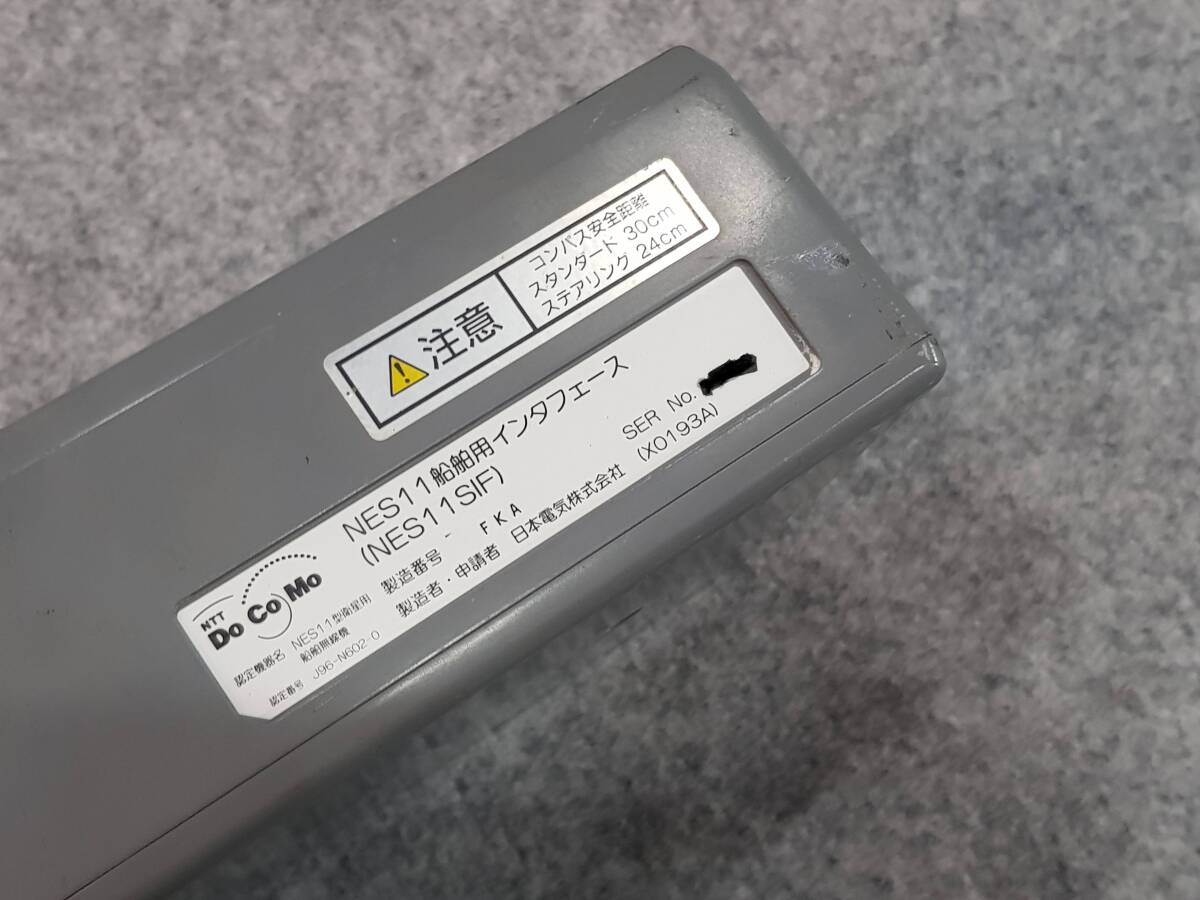 注意
コンパス安全距離
スタンダード 30cm
ステアリング 24cm
NTT
DoCoMo
NES11船舶用インタフェース
(NES11SIF)
SER No.
製造番号 FKA
(X0193A)
製造者・申請者 日本電気株式会社
認定機器名 NES11型衛星用
船舶無線機
認定番号 J96-N602-0